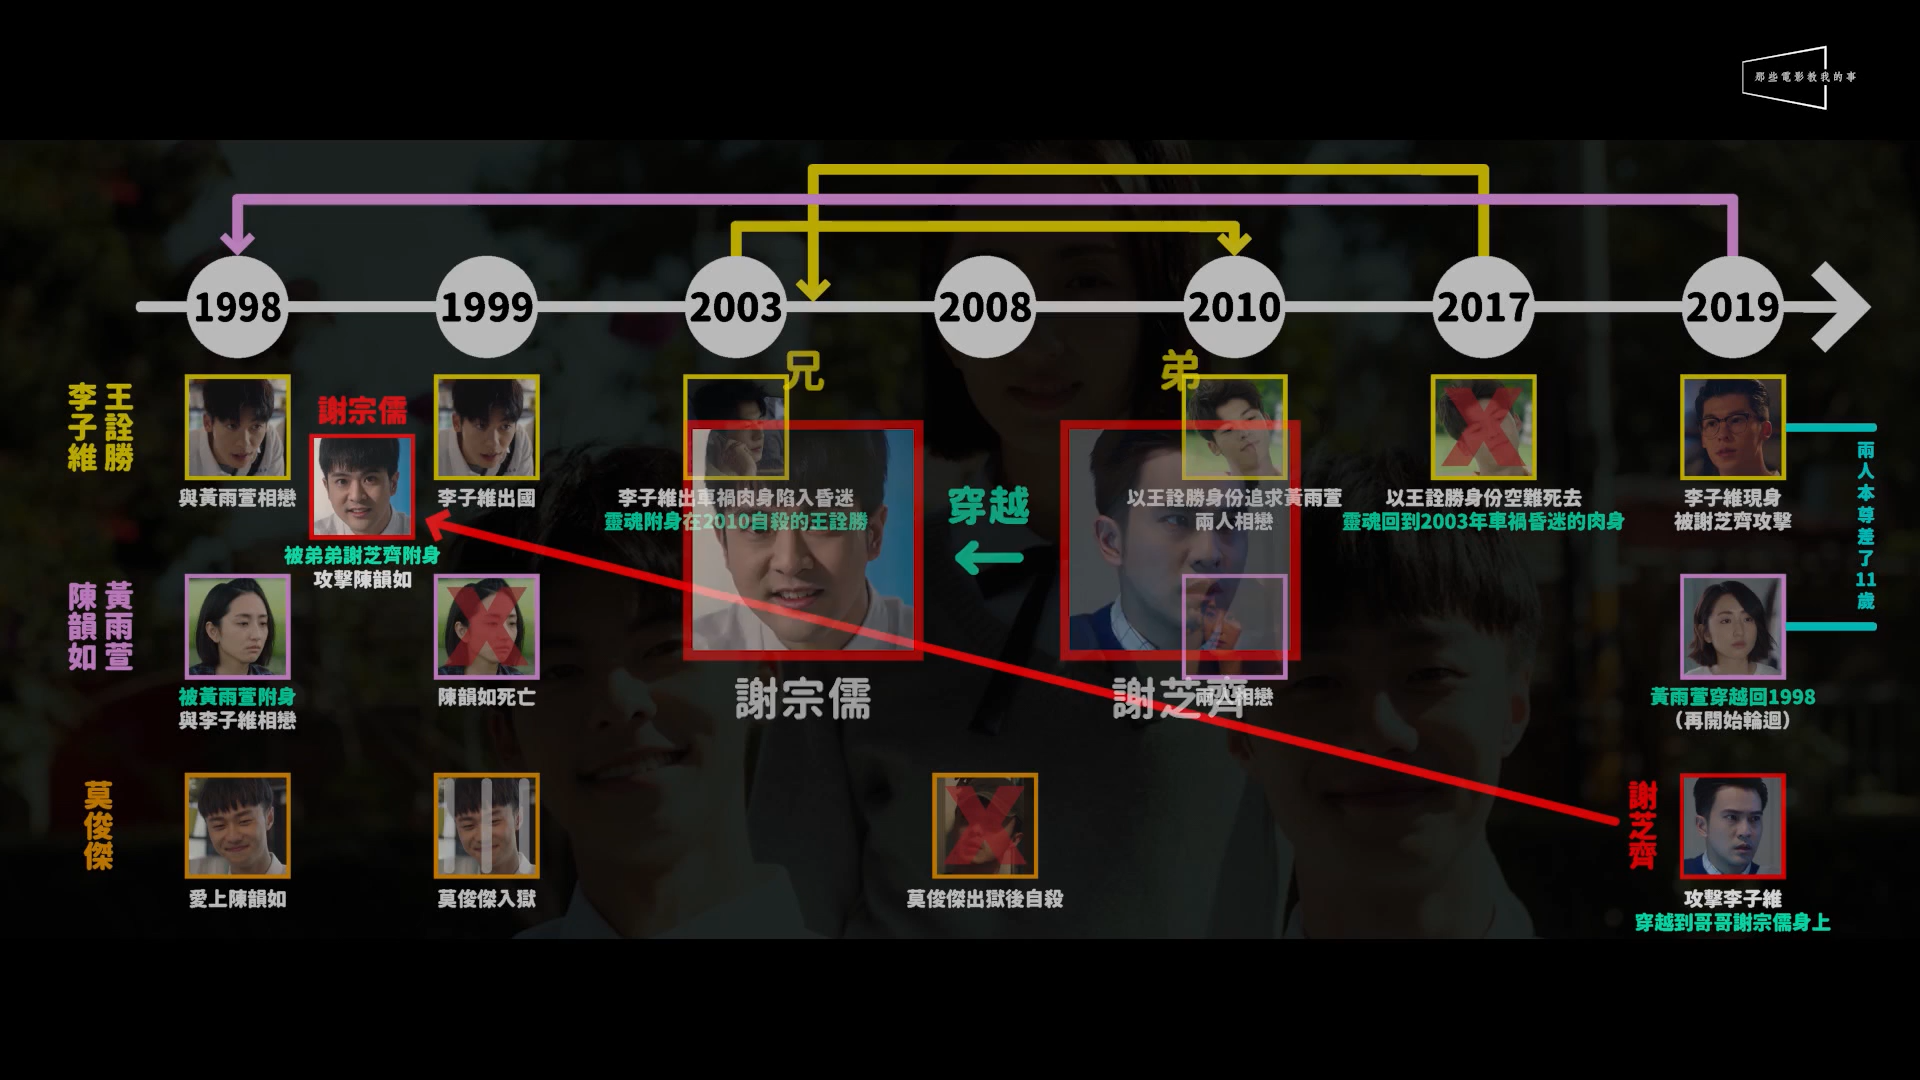 那些電影教我的事
1998
1999
2003
2008
2010
2017
2019
李子維
王詮勝
與黃雨萱相戀
謝宗儒
被弟弟謝芝齊附身
攻擊陳韻如
李子維出國
李子維出車禍肉身陷入昏迷
靈魂附身在2010自殺的王詮勝
以王詮勝身份追求黃雨萱
兩人相戀
以王詮勝身份空難死去
靈魂回到2003年車禍昏迷的肉身
李子維現身
被謝芝齊攻擊
兩人本尊差了11歲
兄
弟
穿越
謝宗儒
謝芝齊
陳韻如
黃雨萱
被黃雨萱附身
與李子維相戀
陳韻如死亡
兩人相戀
黃雨萱穿越回1998
（再開始輪迴）
莫俊傑
愛上陳韻如
莫俊傑入獄
莫俊傑出獄後自殺
謝芝齊
攻擊李子維
穿越到哥哥謝宗儒身上